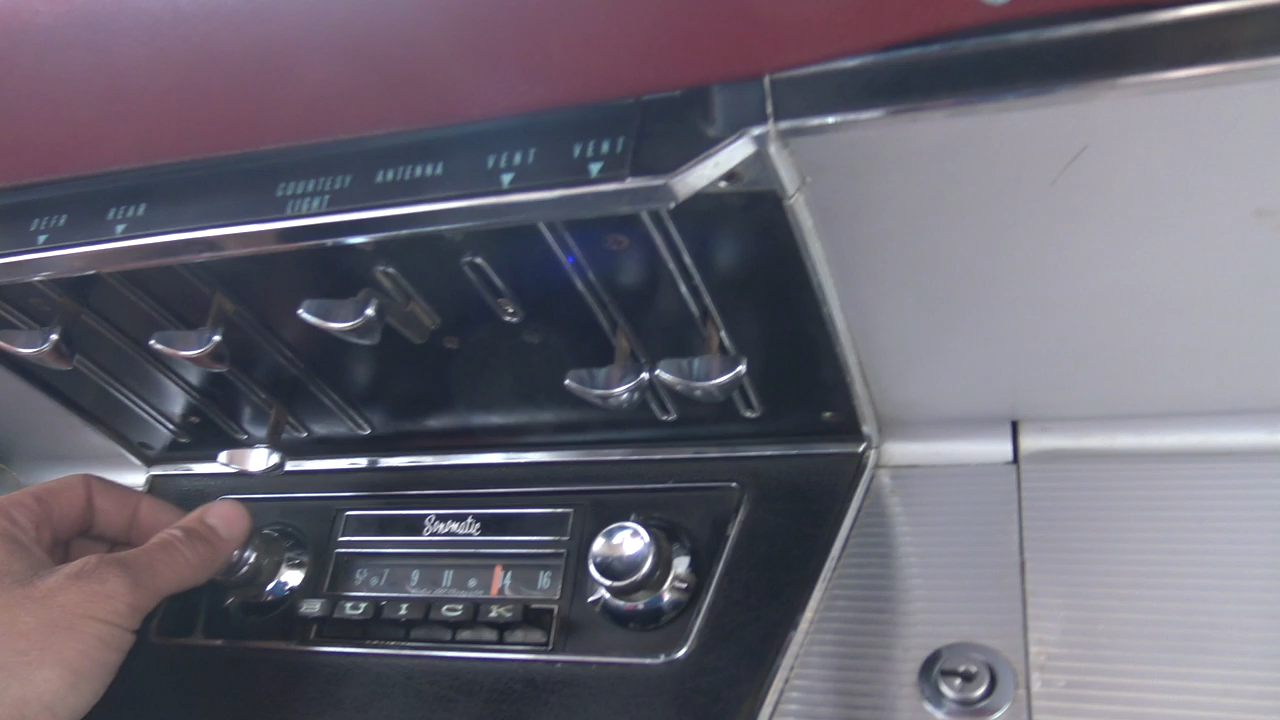 DEFR REAR COURTESY LIGHT ANTENNA VENT VENT
Sonomatic
5½ 7 9 11 14 16
BUICK